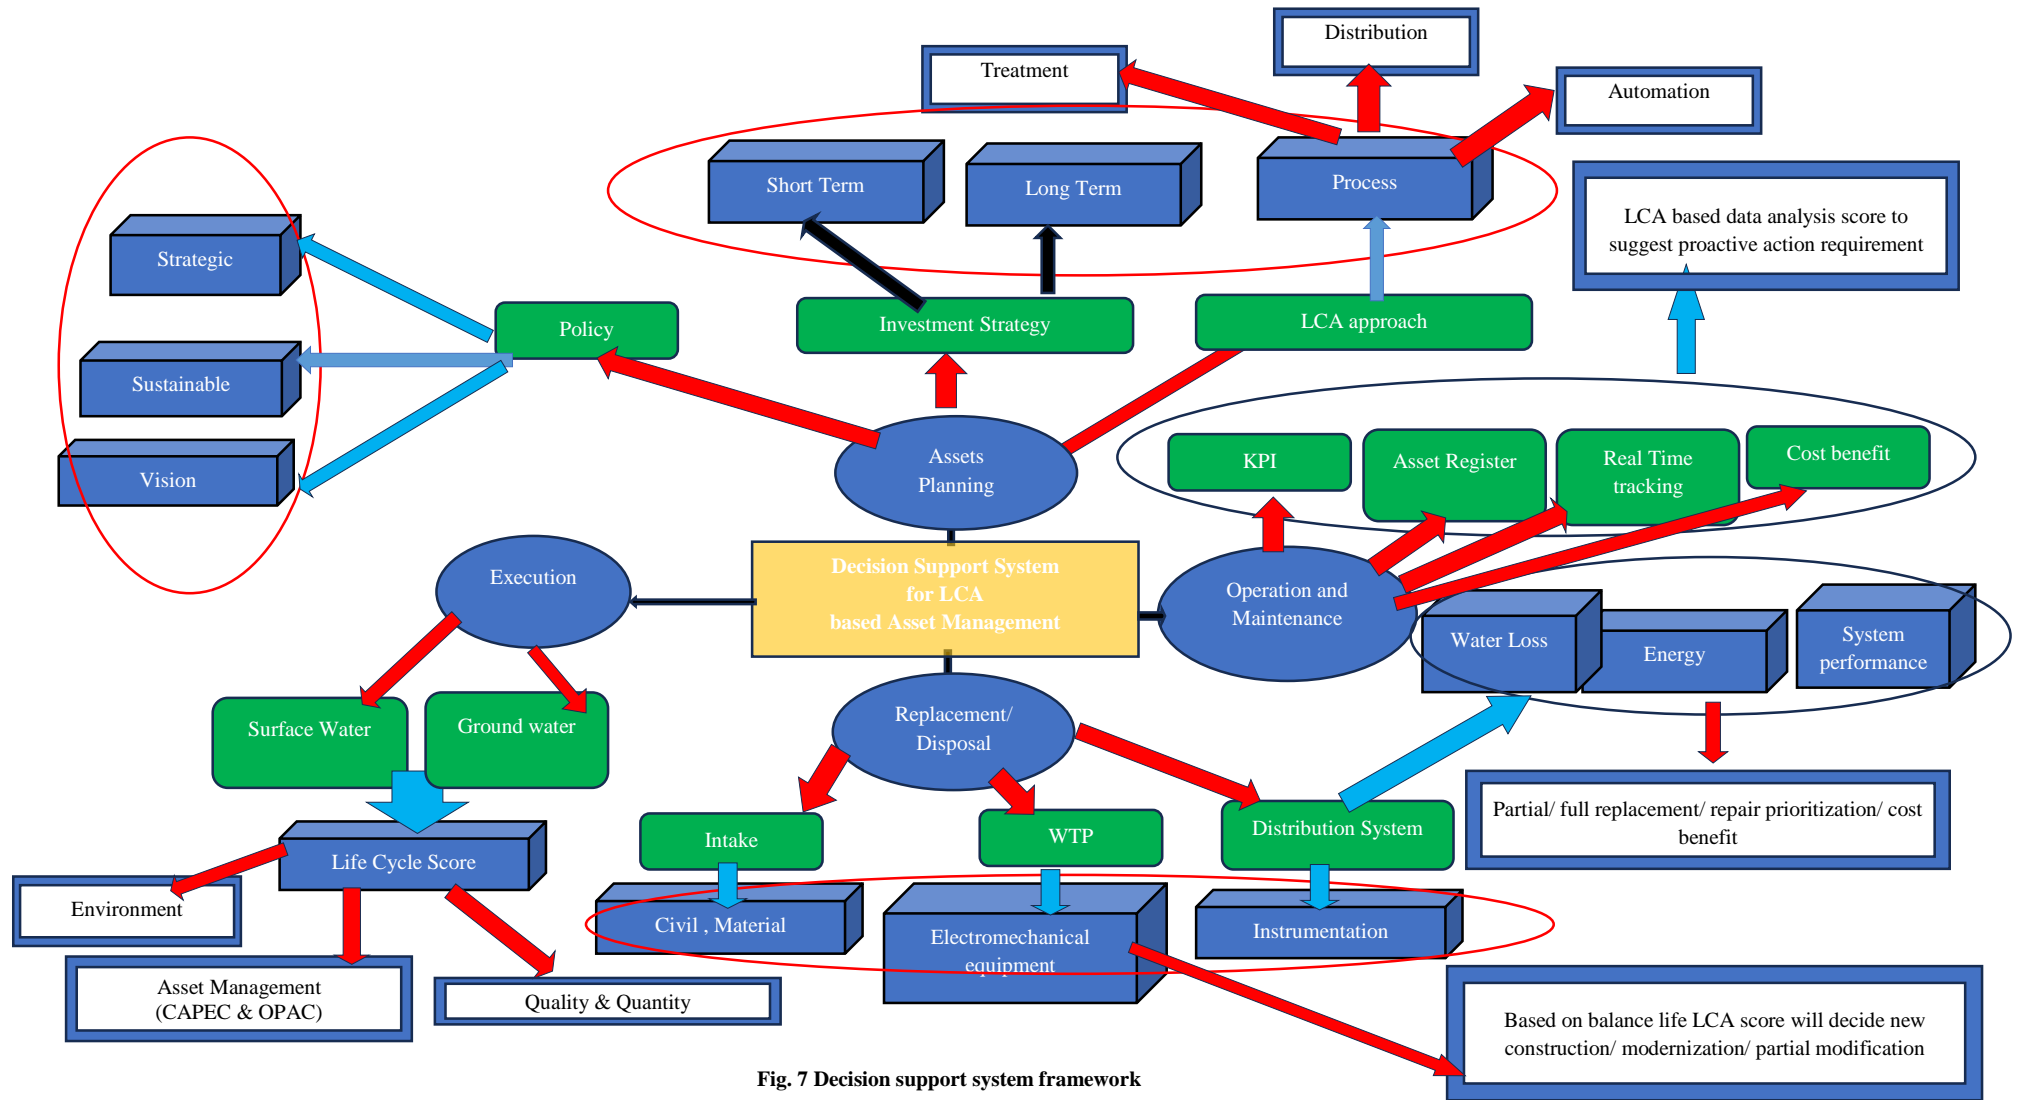 Distribution
Treatment
Automation
Short Term
Long Term
Process
LCA based data analysis score to
suggest proactive action requirement
Strategic
Sustainable
Vision
Policy
Investment Strategy
LCA approach
Assets
Planning
KPI
Asset Register
Real Time
tracking
Cost benefit
Execution
Decision Support System
for LCA
based Asset Management
Operation and
Maintenance
Water Loss
Energy
System
performance
Surface Water
Ground water
Replacement/
Disposal
Partial/ full replacement/ repair prioritization/ cost
benefit
Intake
WTP
Distribution System
Life Cycle Score
Environment
Asset Management
(CAPEC & OPAC)
Quality & Quantity
Civil , Material
Electromechanical
equipment
Instrumentation
Based on balance life LCA score will decide new
construction/ modernization/ partial modification
Fig. 7 Decision support system framework